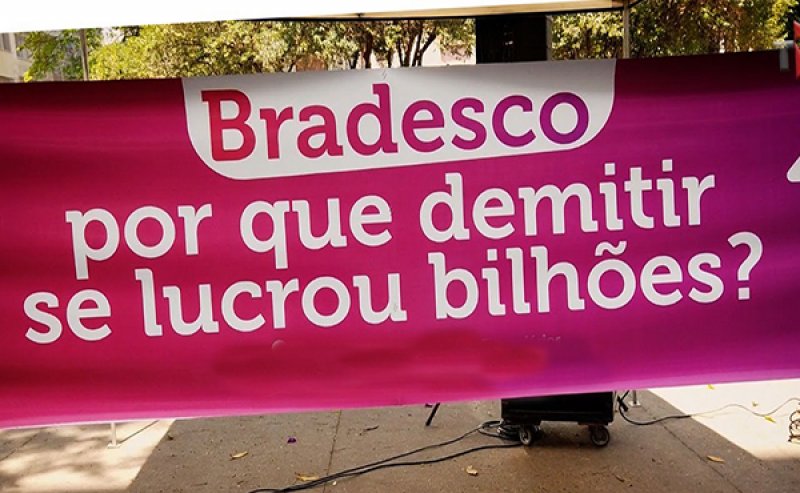 Bradesco
por que demitir
se lucrou bilhões?